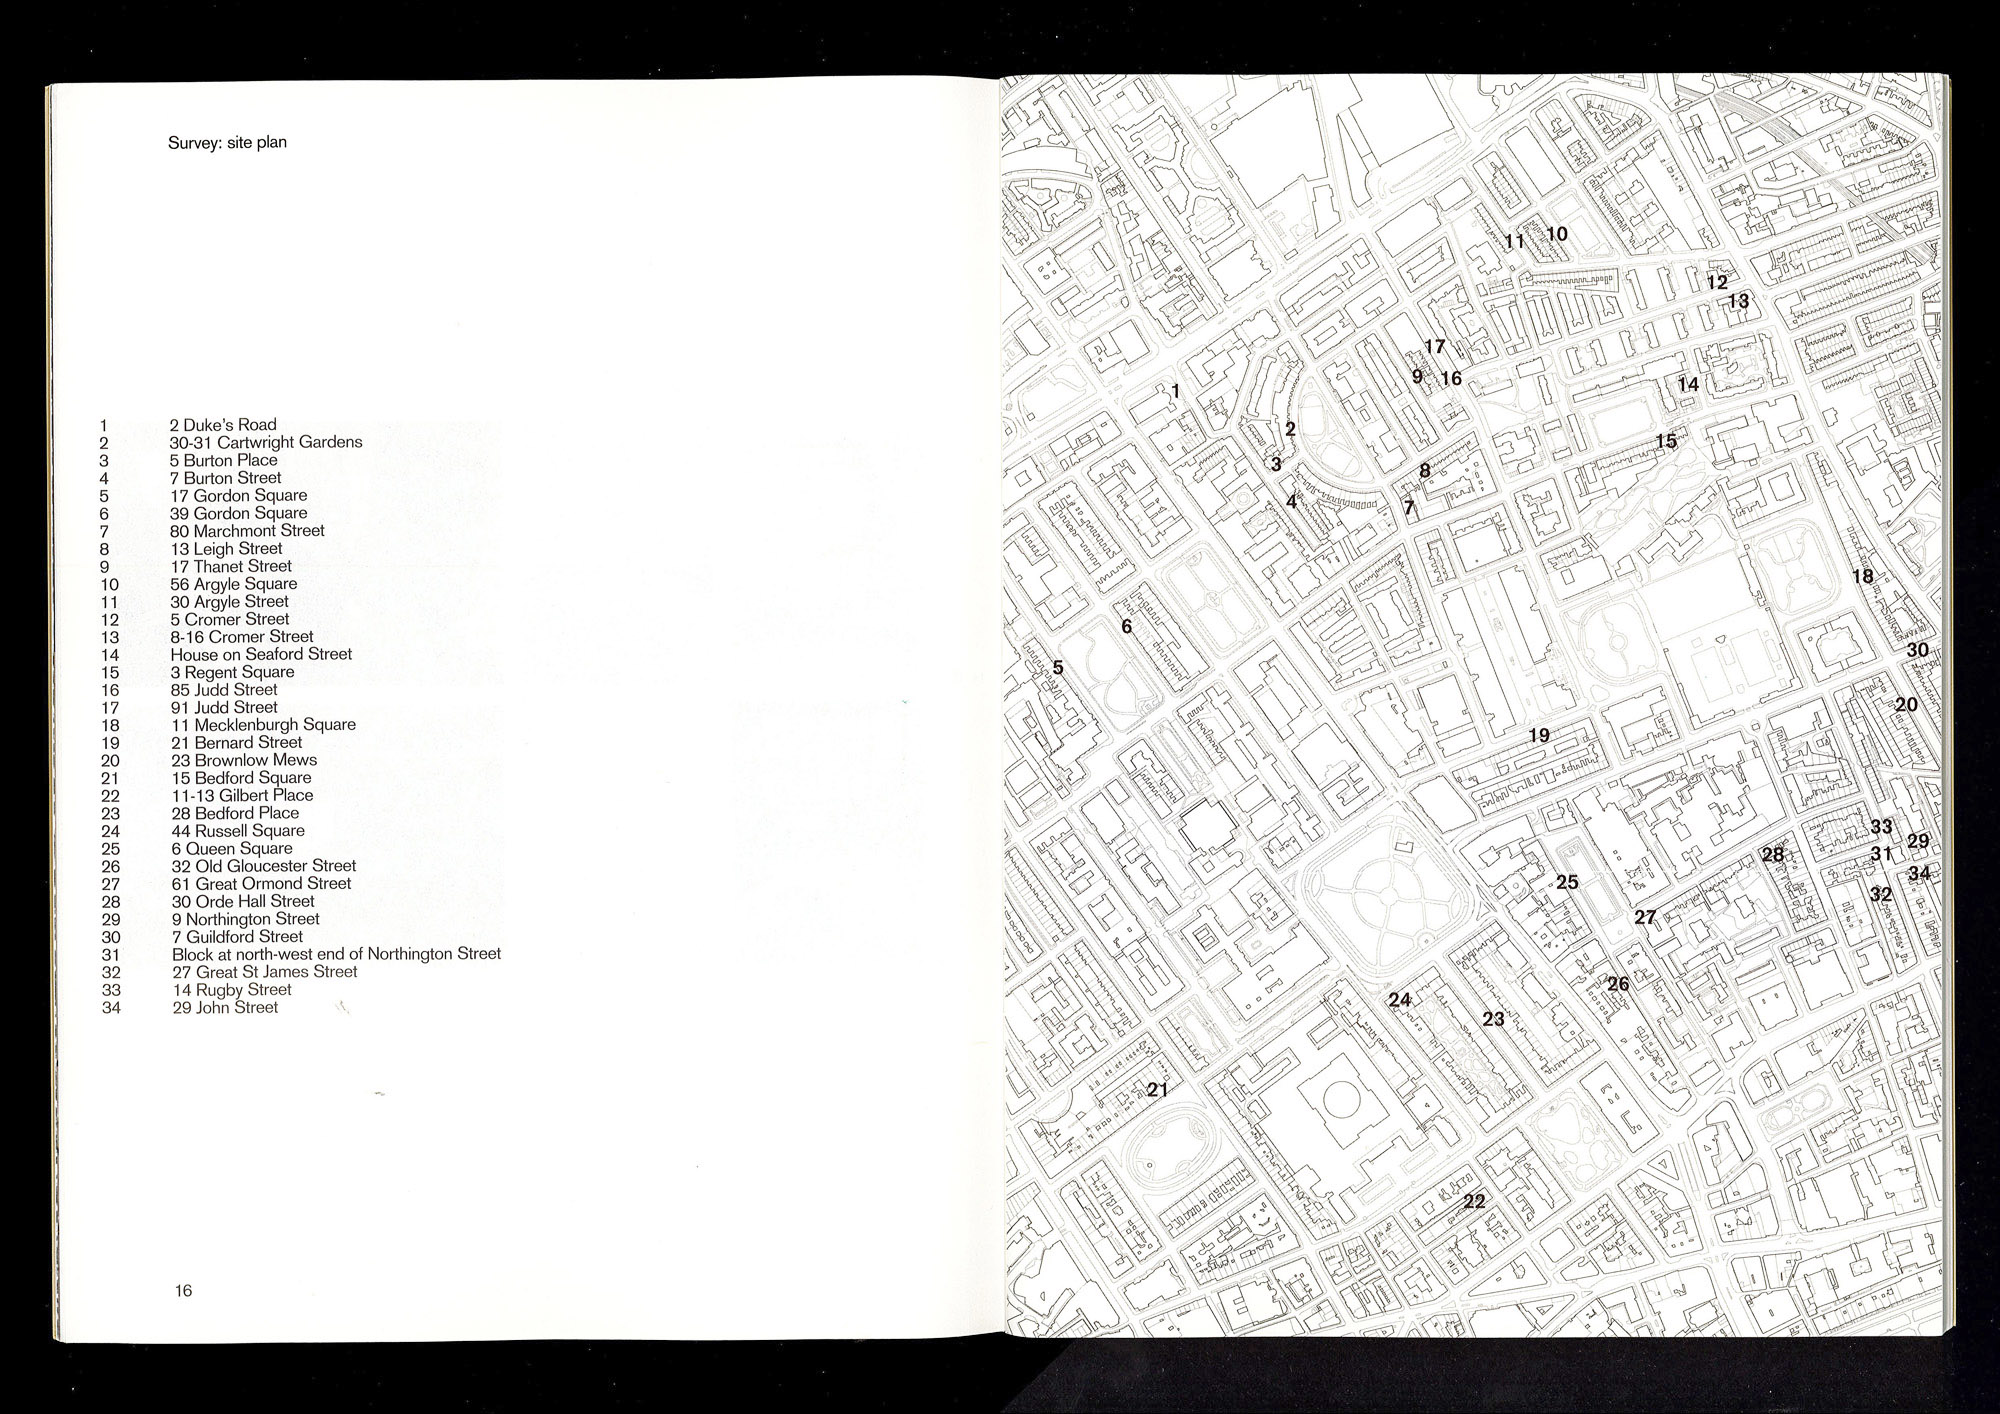 Survey: site plan
1 2 Duke's Road
2 30-31 Cartwright Gardens
3 5 Burton Place
4 7 Burton Street
5 17 Gordon Square
6 39 Gordon Square
7 80 Marchmont Street
8 13 Leigh Street
9 17 Thanet Street
10 56 Argyle Square
11 30 Argyle Street
12 5 Cromer Street
13 8-16 Cromer Street
14 House on Seaford Street
15 3 Regent Square
16 85 Judd Street
17 91 Judd Street
18 11 Mecklenburgh Square
19 21 Bernard Street
20 23 Brownlow Mews
21 15 Bedford Square
22 11-13 Gilbert Place
23 28 Bedford Place
24 44 Russell Square
25 6 Queen Square
26 32 Old Gloucester Street
27 61 Great Ormond Street
28 30 Orde Hall Street
29 9 Northington Street
30 7 Guildford Street
31 Block at north-west end of Northington Street
32 27 Great St James Street
33 14 Rugby Street
34 29 John Street
16
10
11
12
13
17
9 16
14
1
2
15
3
8
4
7
18
6
30
5
20
19
33
29
28
31
34
25
32
27
26
24
23
21
22